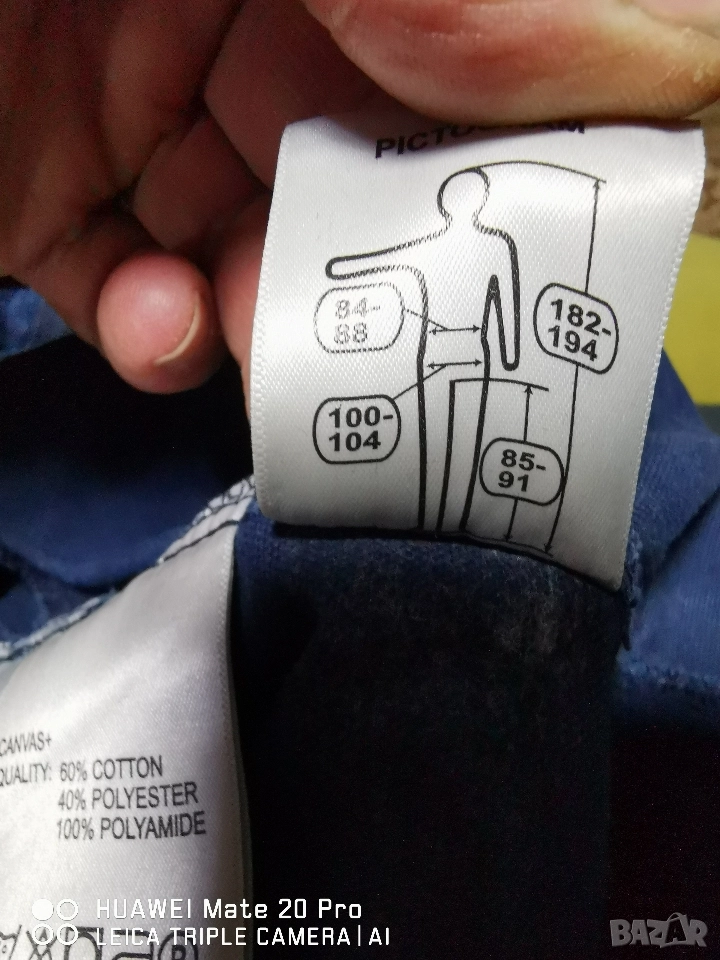 PICTOGRAM
84-
88
182-
194
100-
104
85-
91
CANVAS+
QUALITY: 60% COTTON
40% POLYESTER
100% POLYAMIDE
HUAWEI Mate 20 Pro
LEICA TRIPLE CAMERA | AI
BAZAR